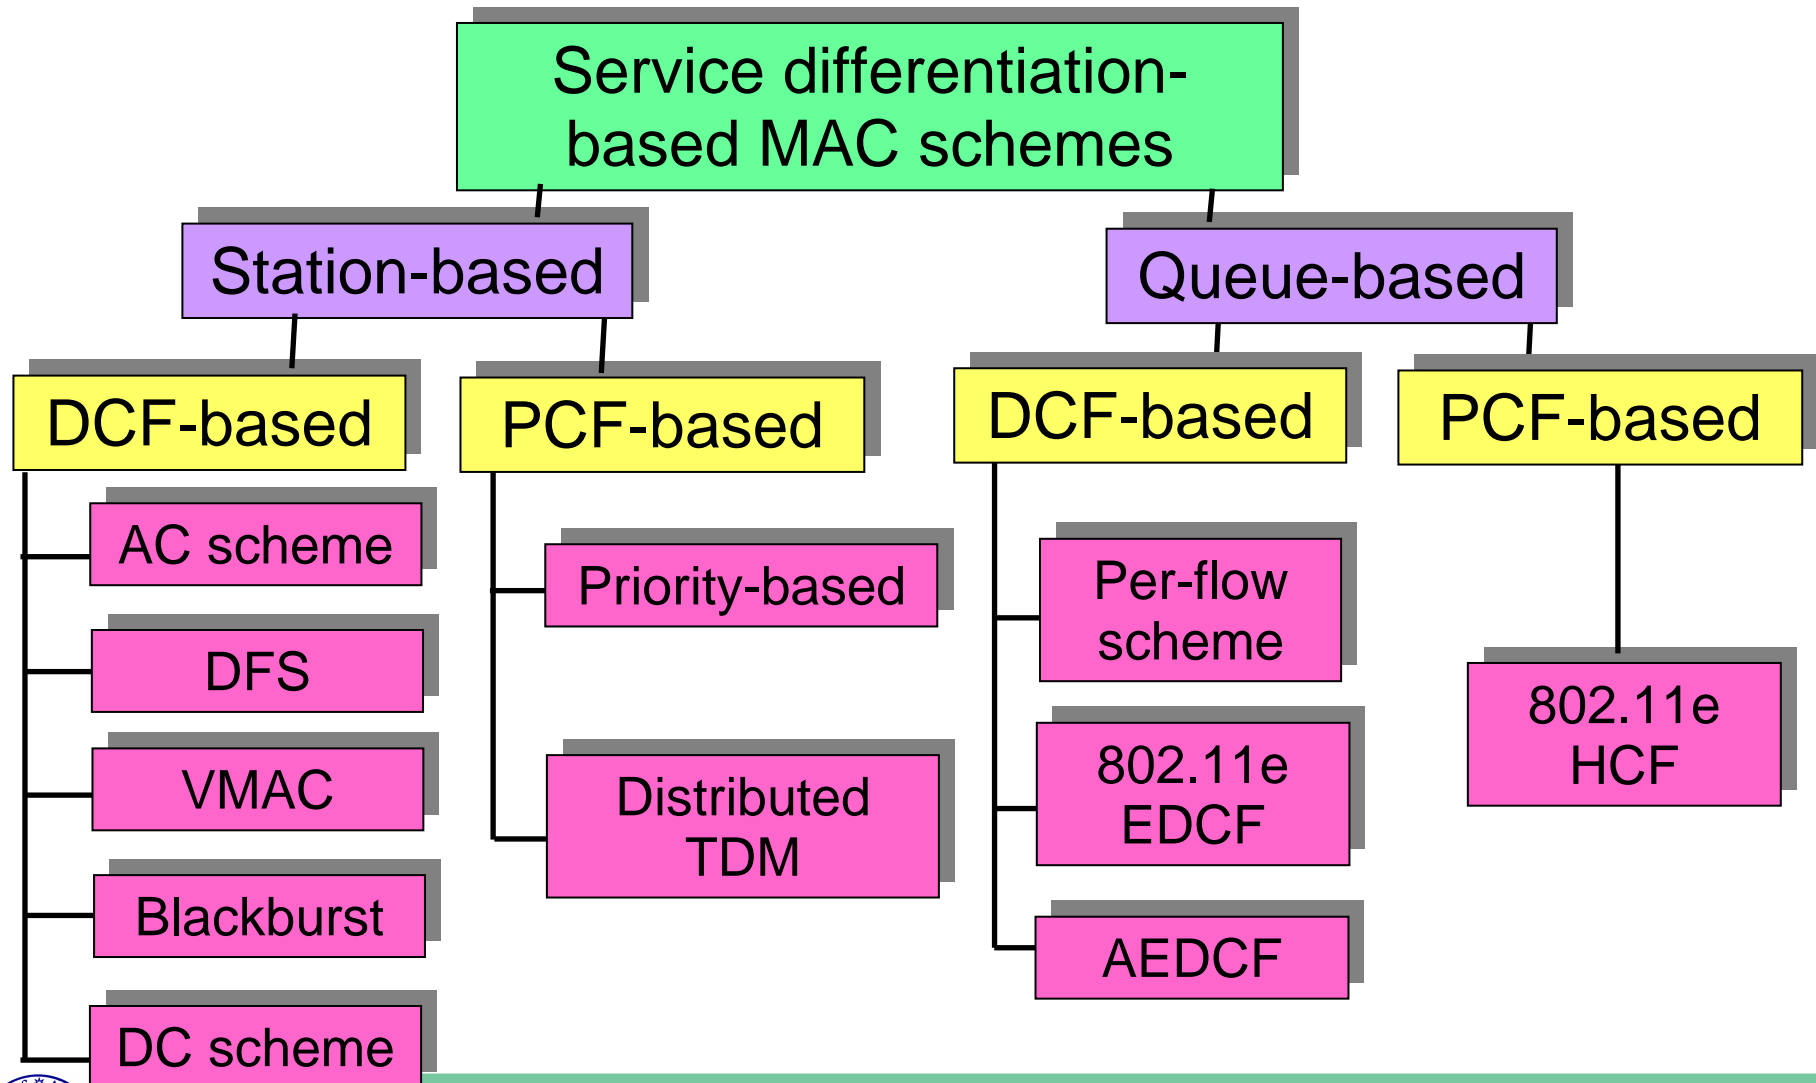 Service differentiation-
based MAC schemes
Station-based
Queue-based
DCF-based
PCF-based
DCF-based
PCF-based
AC scheme
DFS
VMAC
Blackburst
DC scheme
Priority-based
Distributed
TDM
Per-flow
scheme
802.11e
EDCF
AEDCF
802.11e
HCF